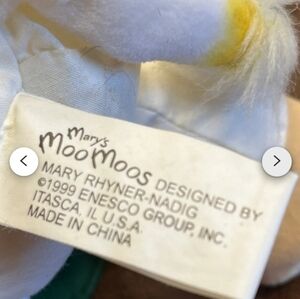 Mary's
Moo Moos DESIGNED BY
MARY RHYNER-NADIG
©1999 ENESCO GROUP, INC.
ITASCA, IL U.S.A.
MADE IN CHINA